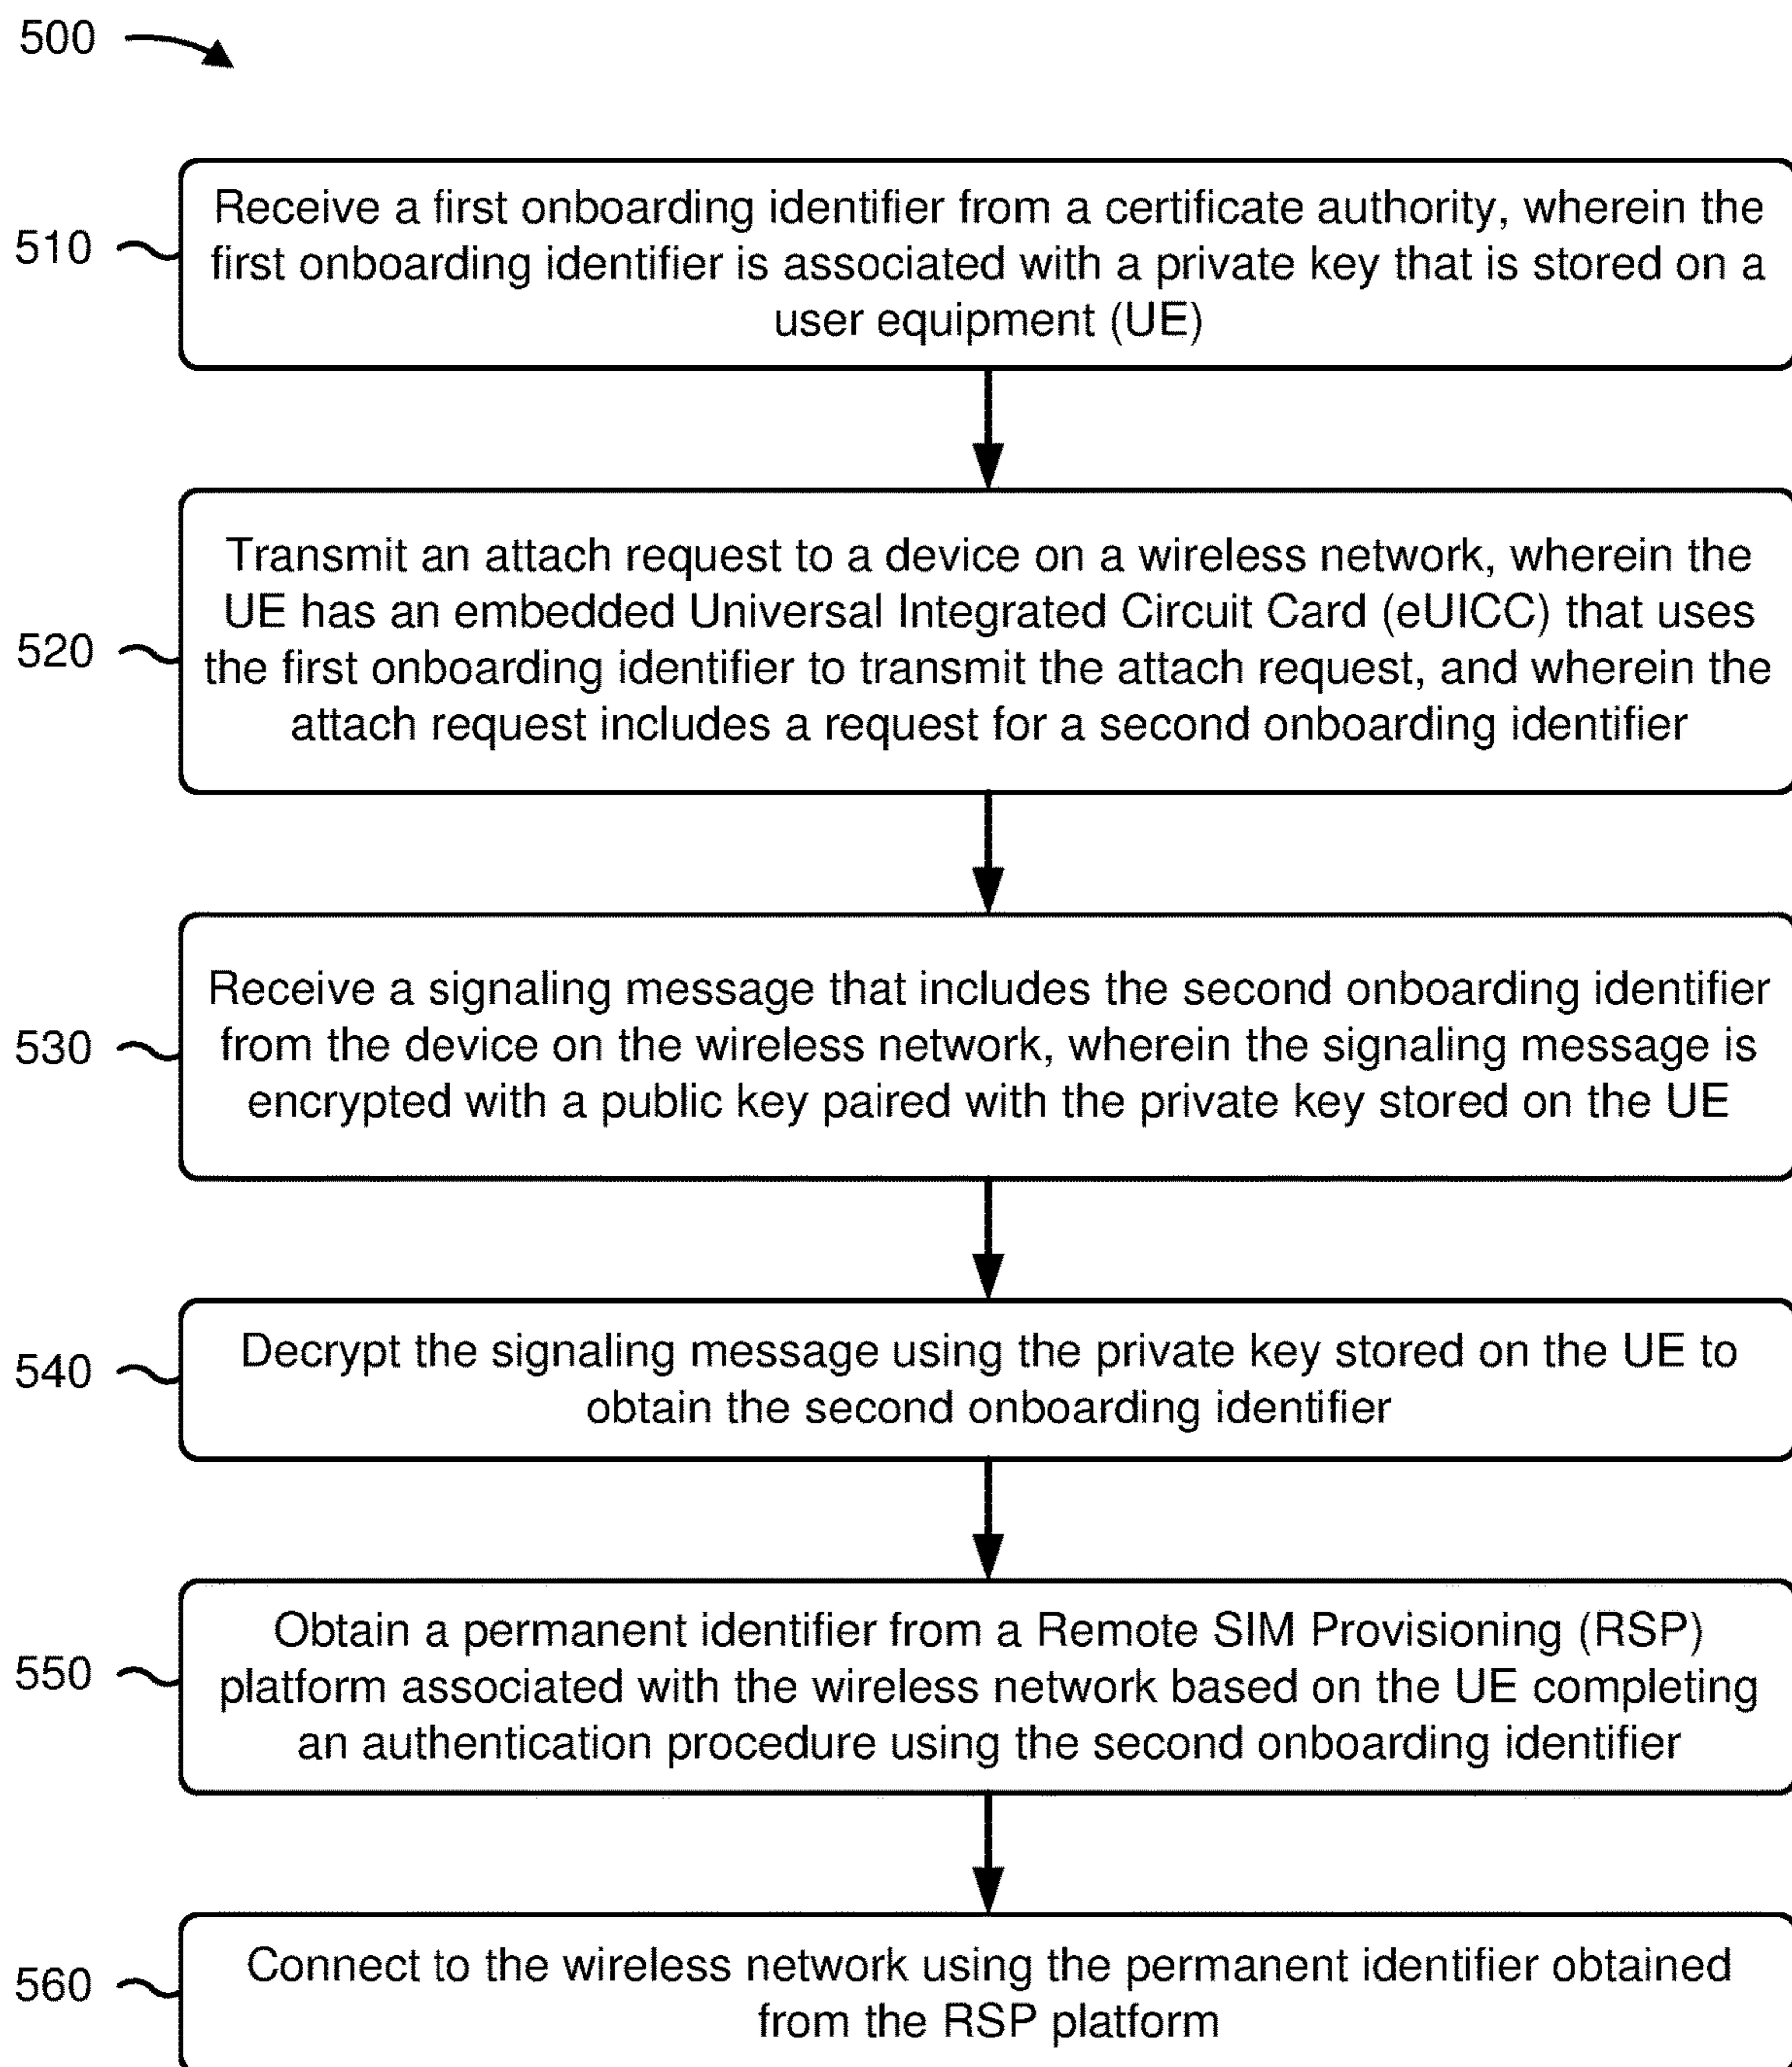 500
510
Receive a first onboarding identifier from a certificate authority, wherein the
first onboarding identifier is associated with a private key that is stored on a
user equipment (UE)
520
Transmit an attach request to a device on a wireless network, wherein the
UE has an embedded Universal Integrated Circuit Card (eUICC) that uses
the first onboarding identifier to transmit the attach request, and wherein the
attach request includes a request for a second onboarding identifier
530
Receive a signaling message that includes the second onboarding identifier
from the device on the wireless network, wherein the signaling message is
encrypted with a public key paired with the private key stored on the UE
540
Decrypt the signaling message using the private key stored on the UE to
obtain the second onboarding identifier
550
Obtain a permanent identifier from a Remote SIM Provisioning (RSP)
platform associated with the wireless network based on the UE completing
an authentication procedure using the second onboarding identifier
560
Connect to the wireless network using the permanent identifier obtained
from the RSP platform